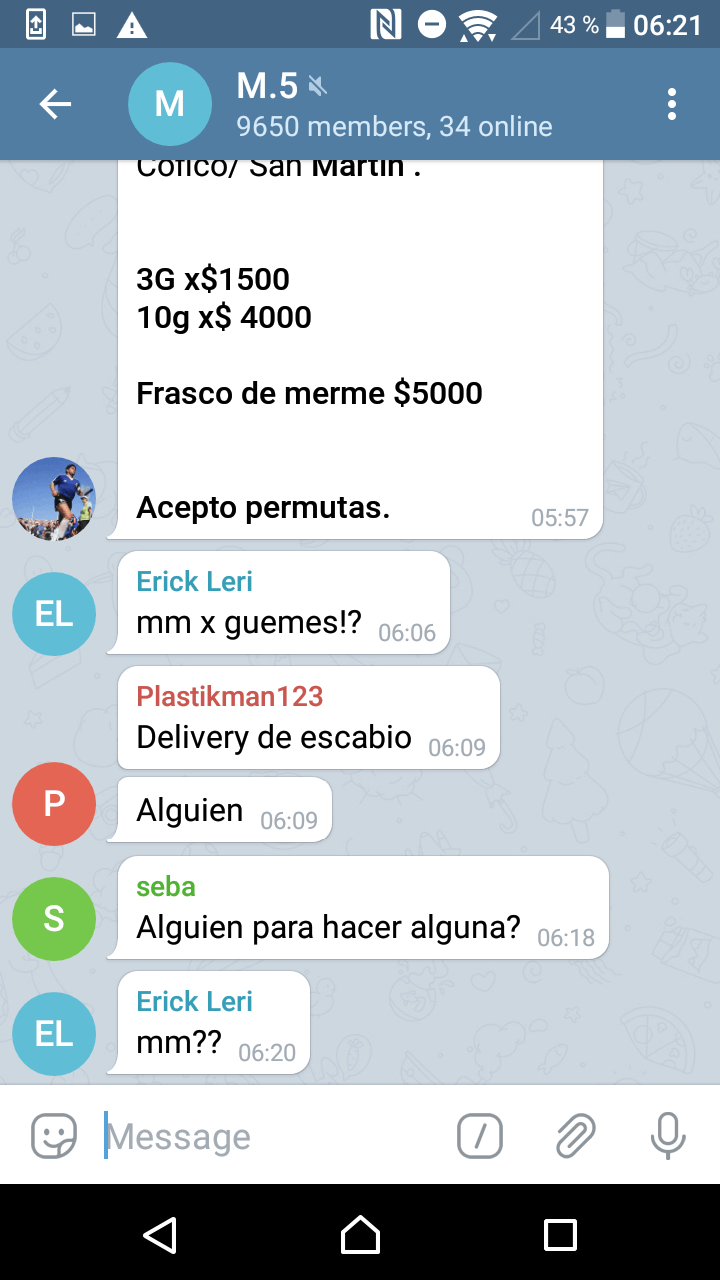 43 % 06:21
M M.5
9650 members, 34 online
Cofico/ San Martin .
3G x$1500
10g x$ 4000
Frasco de merme $5000
Acepto permutas. 05:57
Erick Leri
EL mm x guemes!? 06:06
Plastikman123
Delivery de escabio 06:09
P Alguien 06:09
seba
S Alguien para hacer alguna? 06:18
Erick Leri
EL mm?? 06:20
Message